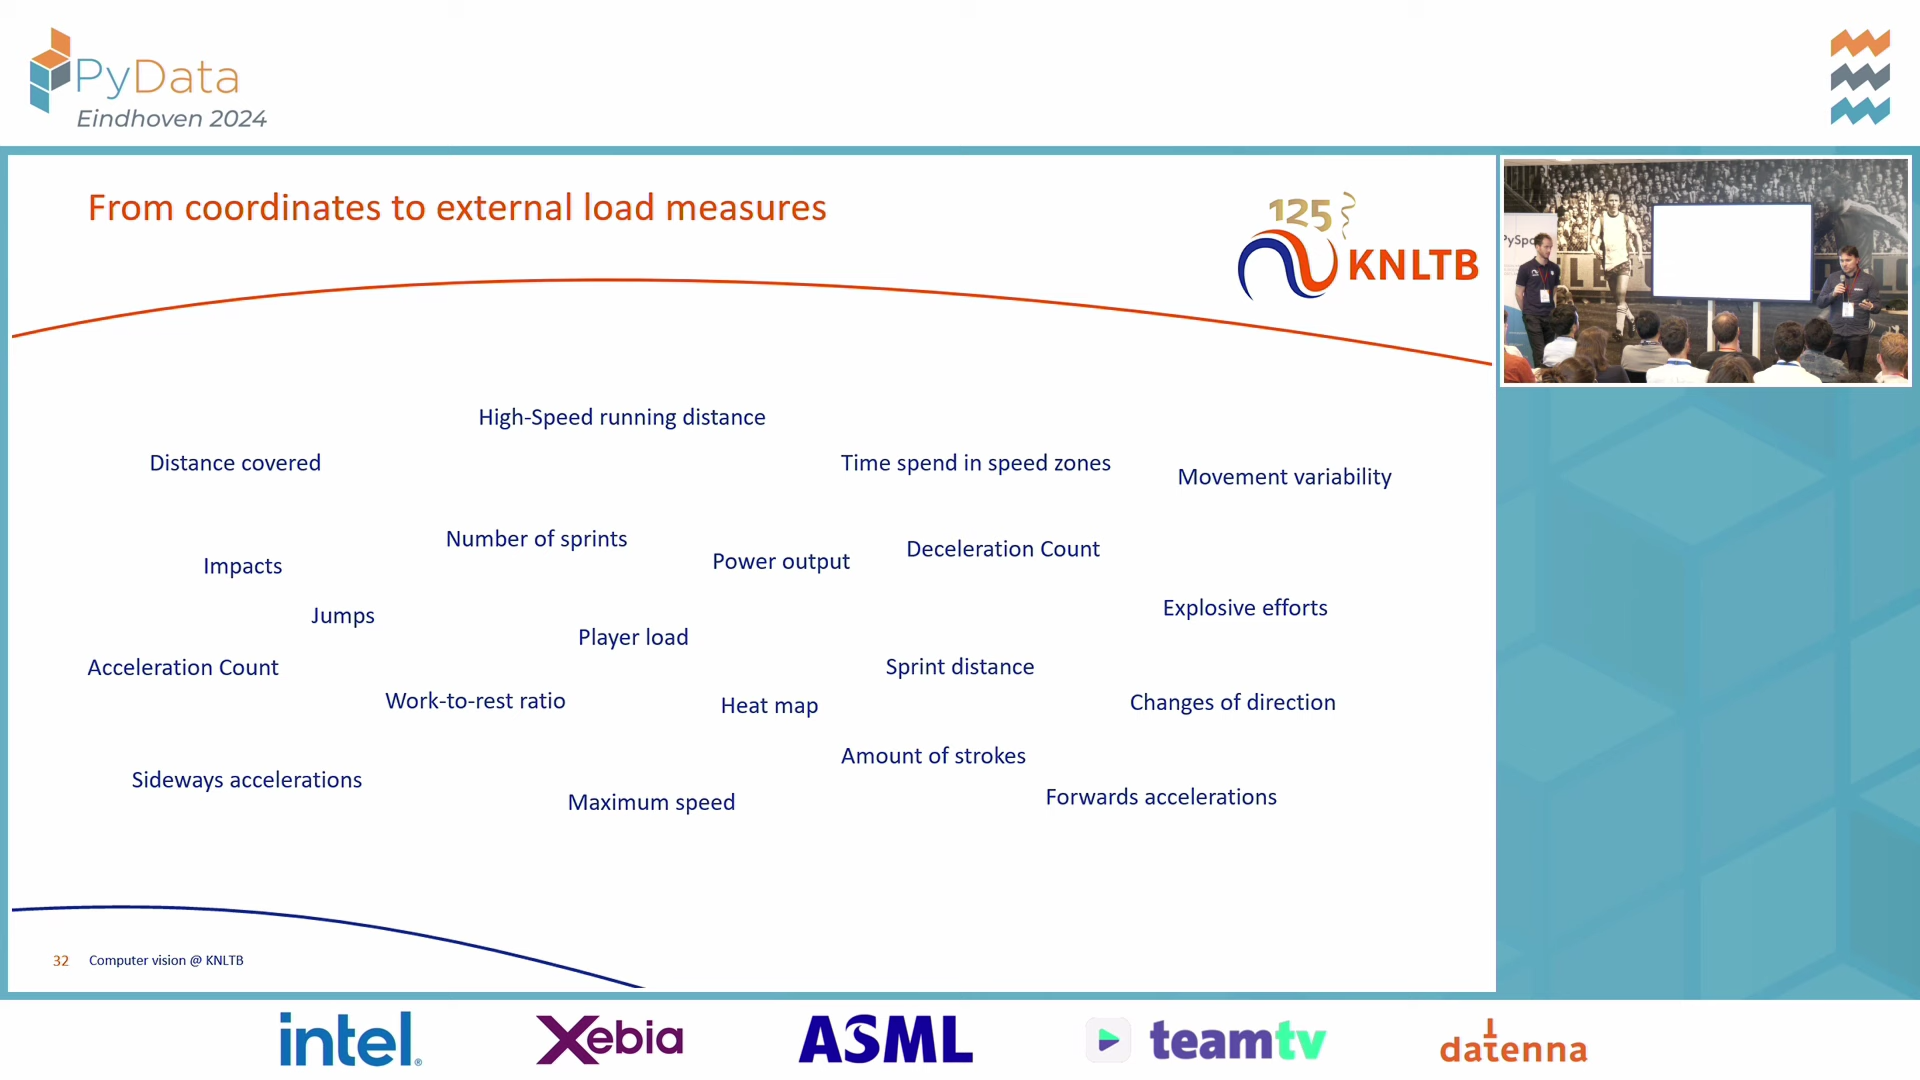 PyData
Eindhoven 2024
From coordinates to external load measures
125
KNLTB
High-Speed running distance
Distance covered
Time spend in speed zones
Movement variability
Number of sprints
Deceleration Count
Power output
Impacts
Explosive efforts
Jumps
Player load
Acceleration Count
Sprint distance
Work-to-rest ratio
Heat map
Changes of direction
Amount of strokes
Sideways accelerations
Forwards accelerations
Maximum speed
32 Computer vision @ KNLTB
intel.
Xebia
ASML
teamtv
datenna